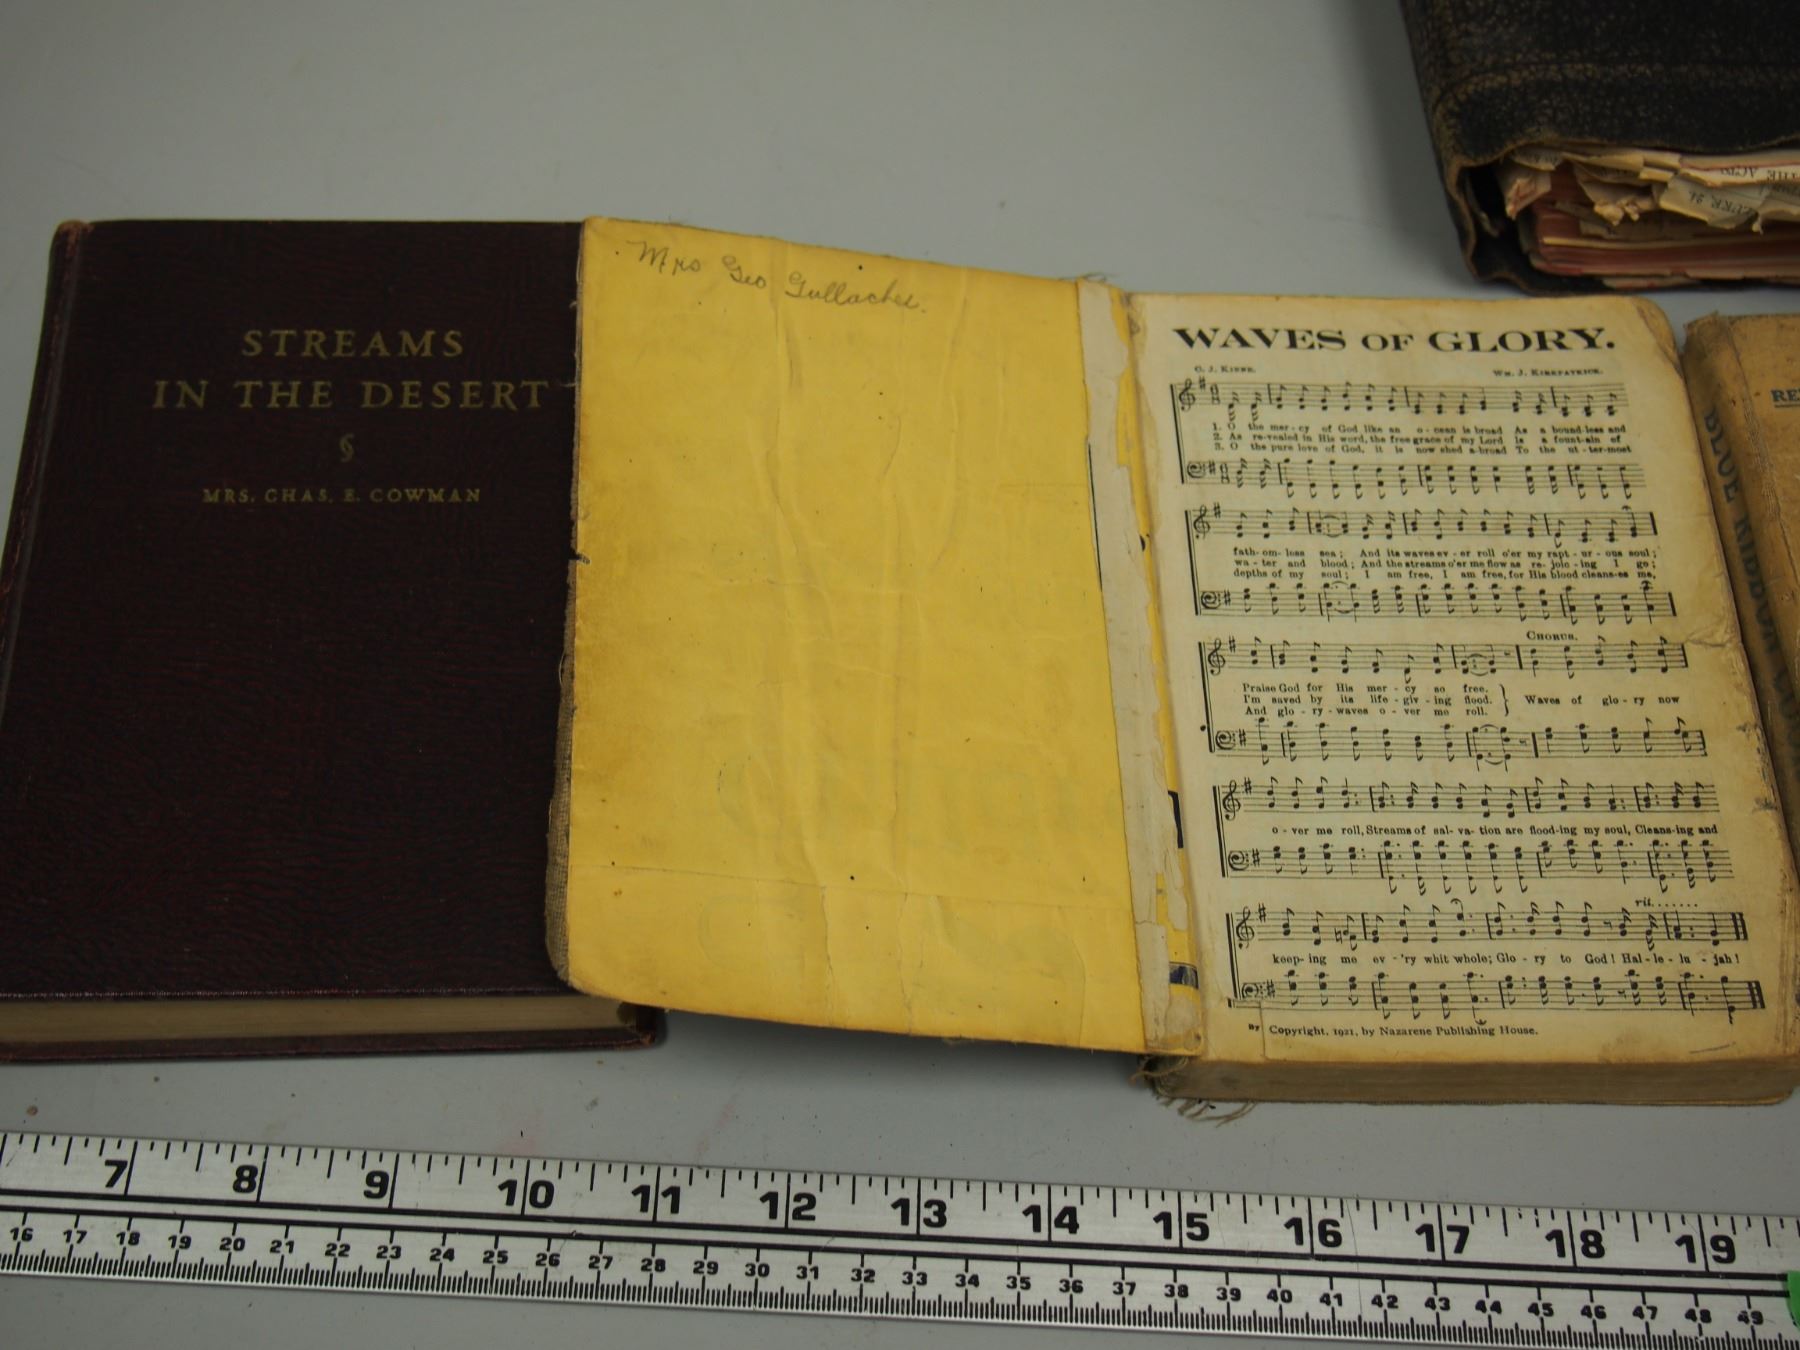 STREAMS
IN THE DESERT
MRS. CHAS. E. COWMAN
Mrs Geo Gullaches.
WAVES OF GLORY.
C. J. Kinne.
Wm. J. Kirkpatrick.
1. O the mer-cy of God like an o-cean is broad As a bound-less and
2. As re-vealed in His word, the free grace of my Lord Is a fount-ain of
3. O the pure love of God, it is now shed a-broad To the ut-ter-most
fath-om-less sea; And its waves ev-er roll o'er my rapt-ur-ous soul;
wa-ter and blood; And the streams o'er me flow as re-joic-ing I go;
depths of my soul; I am free, I am free, for His blood cleans-es me,
CHORUS.
Praise God for His mer-cy so free.
I'm saved by its life-giv-ing flood.
And glo-ry-waves o-ver me roll.
Waves of glo-ry now
o-ver me roll, Streams of sal-va-tion are flood-ing my soul, Cleans-ing and
rit.......
keep-ing me ev-'ry whit whole; Glo-ry to God! Hal-le-lu-jah!
By Copyright, 1921, by Nazarene Publishing House.
THE ACTS
LUKE 24
BLUE RIBBON
7 8 9 10 11 12 13 14 15 16 17 18 19
16 17 18 19 20 21 22 23 24 25 26 27 28 29 30 31 32 33 34 35 36 37 38 39 40 41 42 43 44 45 46 47 48 49